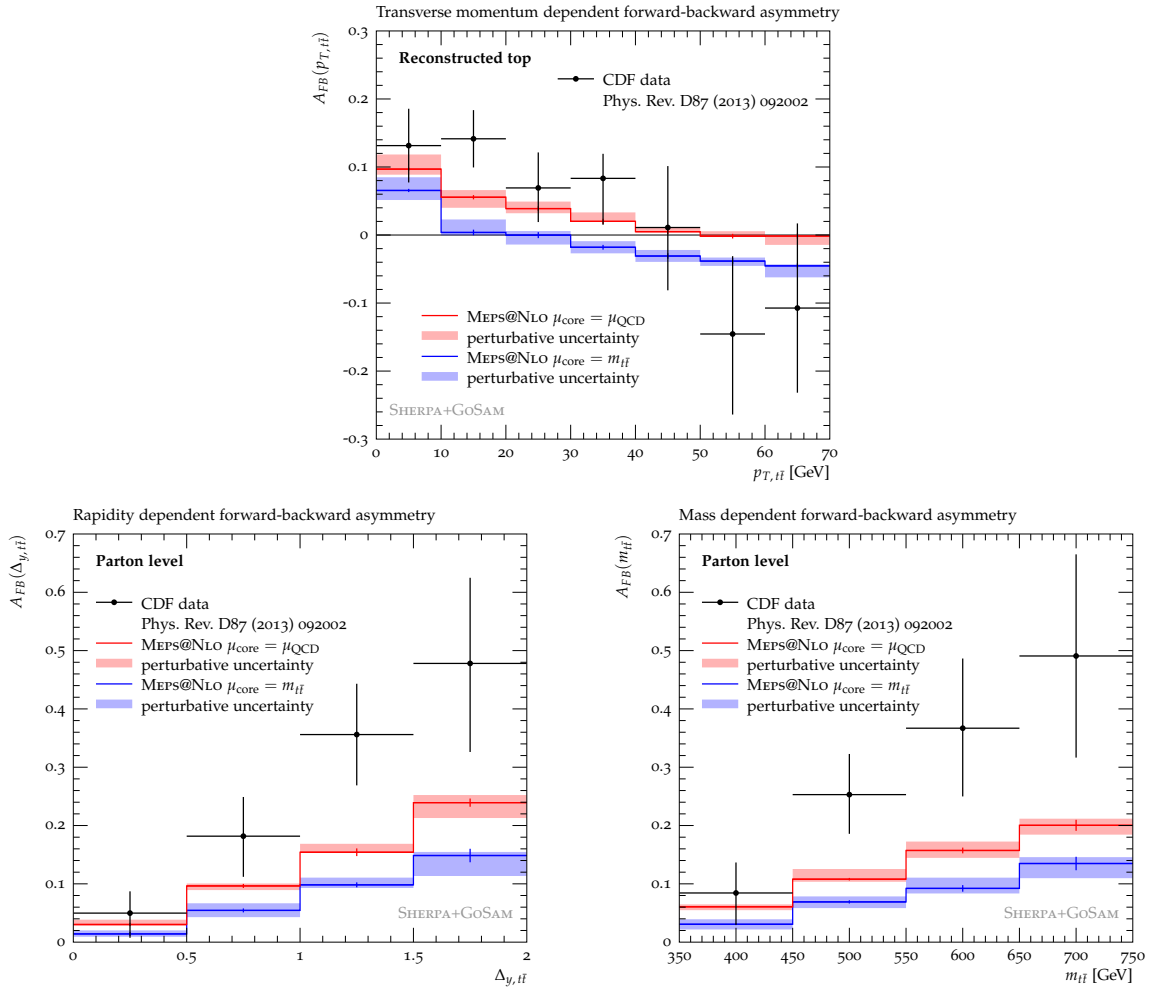 Transverse momentum dependent forward-backward asymmetry
A_FB(p_T,tt̄)
0.3
0.2
0.1
0
-0.1
-0.2
-0.3
Reconstructed top
CDF data
Phys. Rev. D87 (2013) 092002
MEPS@NLO μ_core = μ_QCD
perturbative uncertainty
MEPS@NLO μ_core = m_tt̄
perturbative uncertainty
SHERPA+GOSAM
0 10 20 30 40 50 60 70
p_T,tt̄ [GeV]
Rapidity dependent forward-backward asymmetry
A_FB(Δ_y,tt̄)
0.7
0.6
0.5
0.4
0.3
0.2
0.1
0
Parton level
CDF data
Phys. Rev. D87 (2013) 092002
MEPS@NLO μ_core = μ_QCD
perturbative uncertainty
MEPS@NLO μ_core = m_tt̄
perturbative uncertainty
SHERPA+GOSAM
0 0.5 1 1.5 2
Δ_y,tt̄
Mass dependent forward-backward asymmetry
A_FB(m_tt̄)
0.7
0.6
0.5
0.4
0.3
0.2
0.1
0
Parton level
CDF data
Phys. Rev. D87 (2013) 092002
MEPS@NLO μ_core = μ_QCD
perturbative uncertainty
MEPS@NLO μ_core = m_tt̄
perturbative uncertainty
SHERPA+GOSAM
350 400 450 500 550 600 650 700 750
m_tt̄ [GeV]